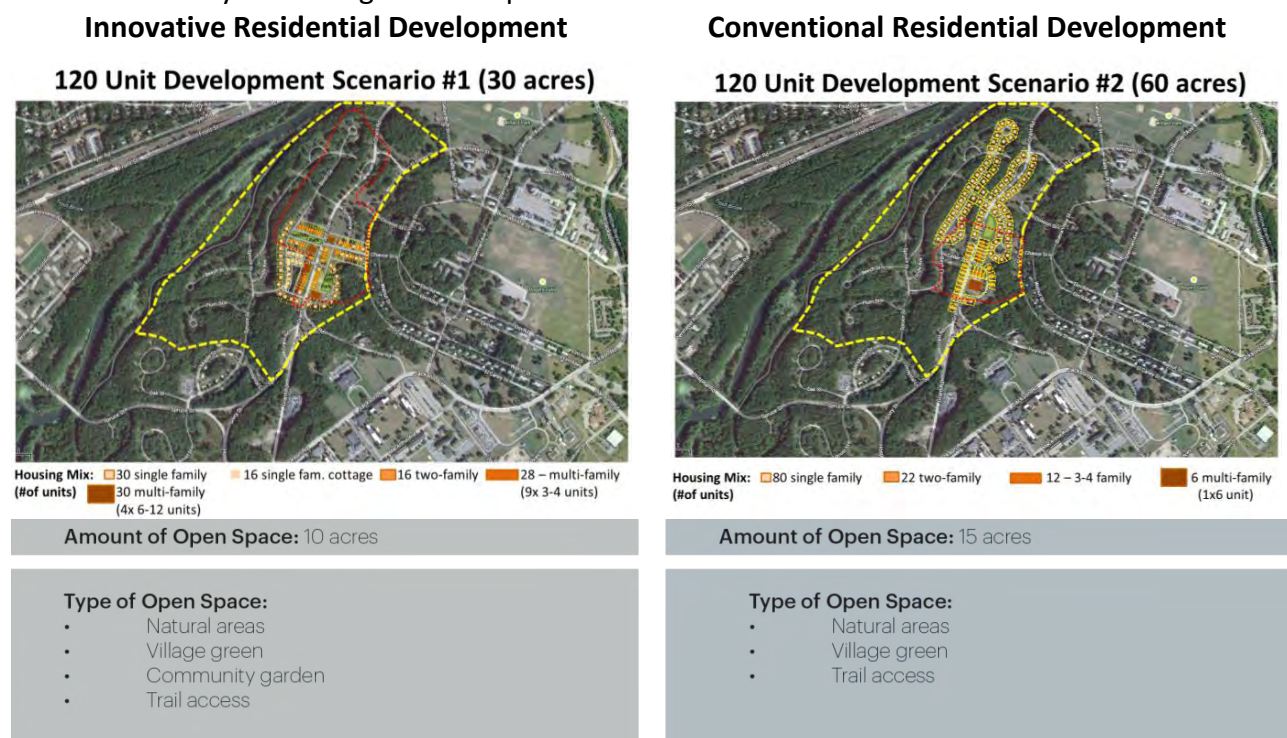 Innovative Residential Development
Conventional Residential Development
120 Unit Development Scenario #1 (30 acres)
120 Unit Development Scenario #2 (60 acres)
Housing Mix: 30 single family 16 single fam. cottage 16 two-family 28 – multi-family
(#of units) 30 multi-family (9x 3-4 units)
(4x 6-12 units)
Housing Mix: 80 single family 22 two-family 12 – 3-4 family 6 multi-family
(#of units) (1x6 unit)
Amount of Open Space: 10 acres
Amount of Open Space: 15 acres
Type of Open Space:
• Natural areas
• Village green
• Community garden
• Trail access
Type of Open Space:
• Natural areas
• Village green
• Trail access